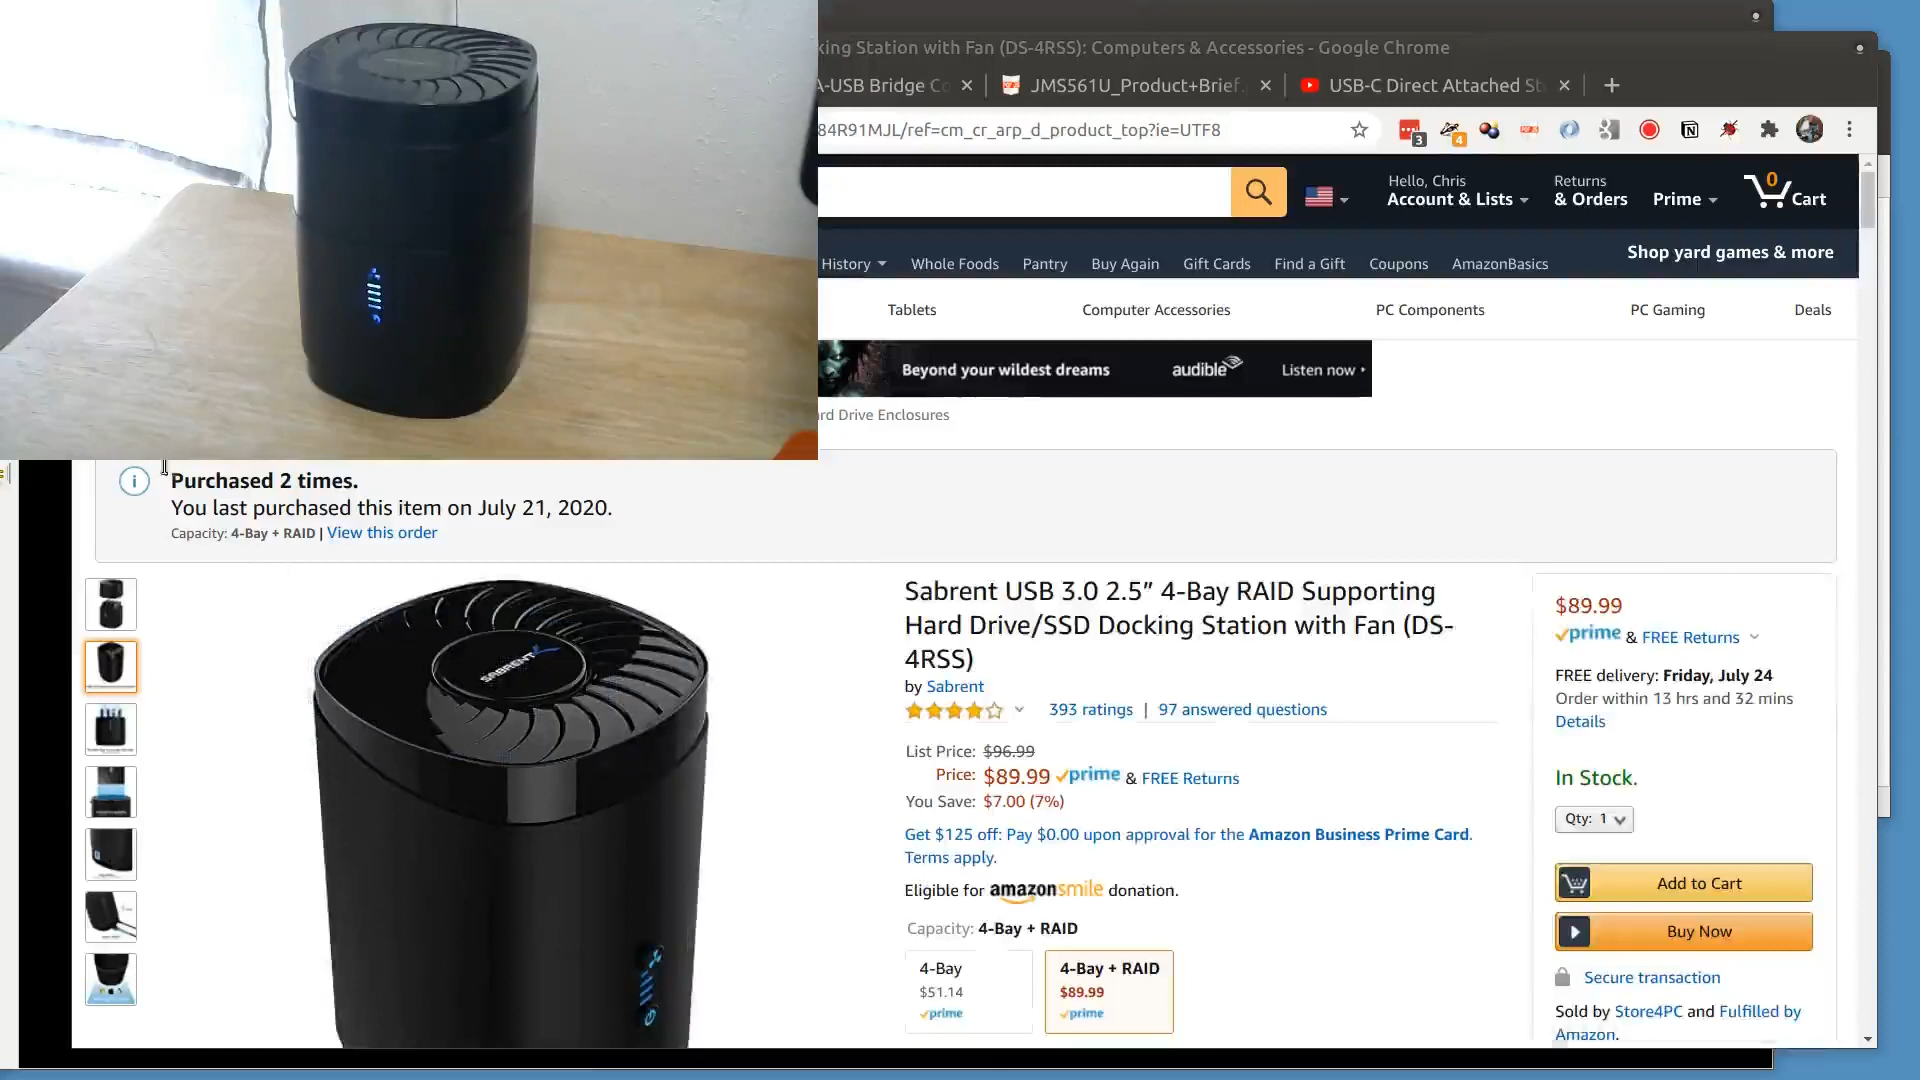 king Station with Fan (DS-4RSS): Computers & Accessories - Google Chrome
A-USB Bridge Co
JMS561U_Product+Brief.
USB-C Direct Attached St
84R91MJL/ref=cm_cr_arp_d_product_top?ie=UTF8
3
4
Hello, Chris
Account & Lists
Returns
& Orders
Prime
0
Cart
History
Whole Foods
Pantry
Buy Again
Gift Cards
Find a Gift
Coupons
AmazonBasics
Shop yard games & more
Tablets
Computer Accessories
PC Components
PC Gaming
Deals
Beyond your wildest dreams
audible
Listen now
rd Drive Enclosures
Purchased 2 times.
You last purchased this item on July 21, 2020.
Capacity: 4-Bay + RAID | View this order
SABRENT
Sabrent USB 3.0 2.5” 4-Bay RAID Supporting
Hard Drive/SSD Docking Station with Fan (DS-
4RSS)
by Sabrent
393 ratings | 97 answered questions
List Price: $96.99
Price: $89.99 prime & FREE Returns
You Save: $7.00 (7%)
Get $125 off: Pay $0.00 upon approval for the Amazon Business Prime Card.
Terms apply.
Eligible for amazonsmile donation.
Capacity: 4-Bay + RAID
4-Bay
$51.14
prime
4-Bay + RAID
$89.99
prime
$89.99
prime & FREE Returns
FREE delivery: Friday, July 24
Order within 13 hrs and 32 mins
Details
In Stock.
Qty: 1
Add to Cart
Buy Now
Secure transaction
Sold by Store4PC and Fulfilled by
Amazon.